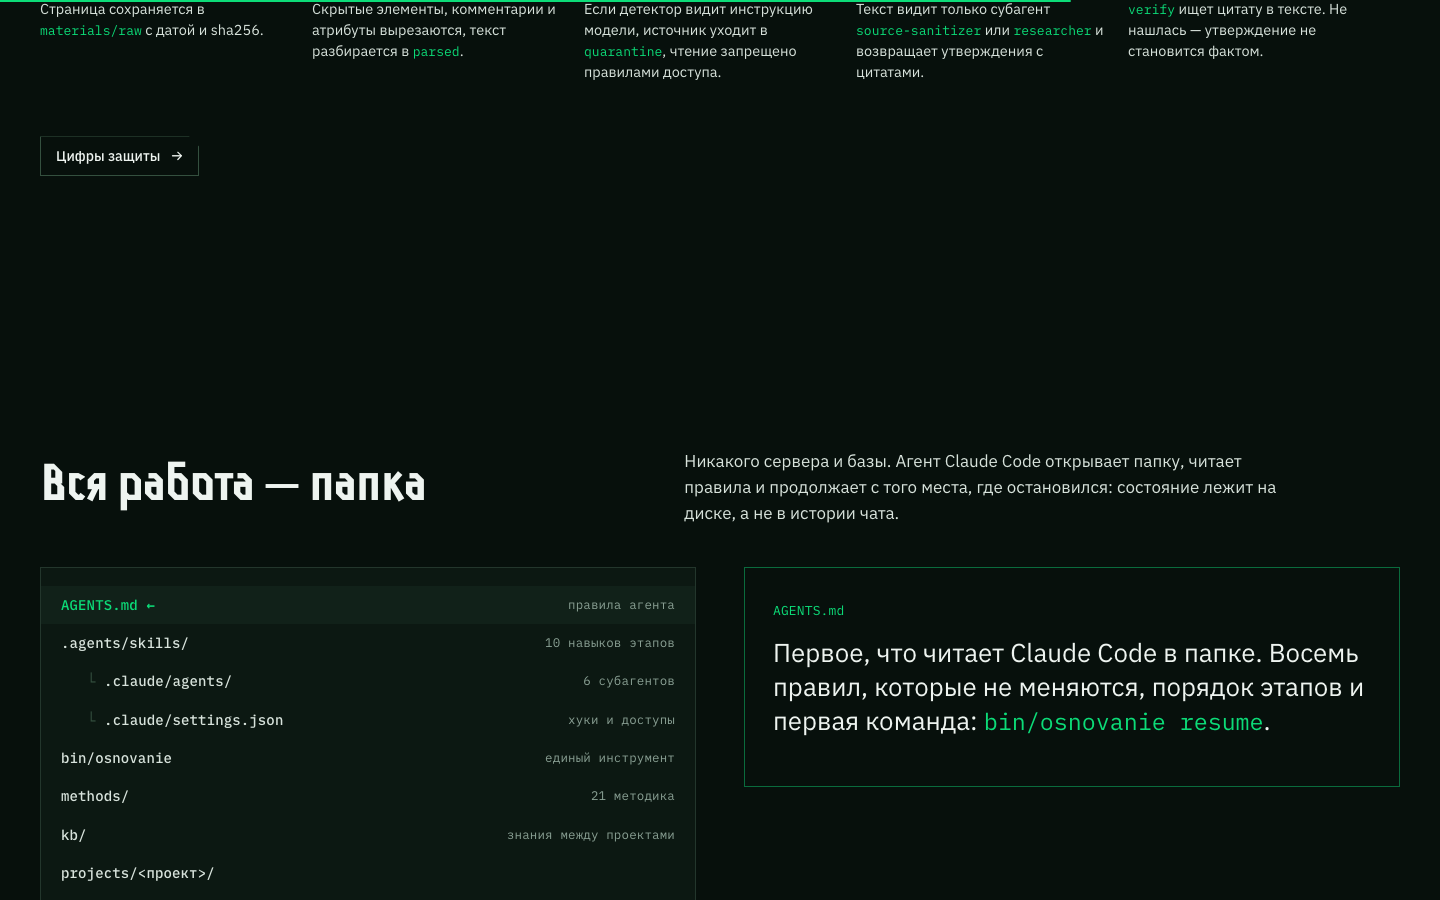 Страница сохраняется в
materials/raw с датой и sha256.
Скрытые элементы, комментарии и
атрибуты вырезаются, текст
разбирается в parsed.
Если детектор видит инструкцию
модели, источник уходит в
quarantine, чтение запрещено
правилами доступа.
Текст видит только субагент
source-sanitizer или researcher и
возвращает утверждения с
цитатами.
verify ищет цитату в тексте. Не
нашлась — утверждение не
становится фактом.
Цифры защиты →
Вся работа — папка
Никакого сервера и базы. Агент Claude Code открывает папку, читает
правила и продолжает с того места, где остановился: состояние лежит на
диске, а не в истории чата.
AGENTS.md ← правила агента
.agents/skills/ 10 навыков этапов
└ .claude/agents/ 6 субагентов
└ .claude/settings.json хуки и доступы
bin/osnovanie единый инструмент
methods/ 21 методика
kb/ знания между проектами
projects/<проект>/
AGENTS.md
Первое, что читает Claude Code в папке. Восемь
правил, которые не меняются, порядок этапов и
первая команда: bin/osnovanie resume.